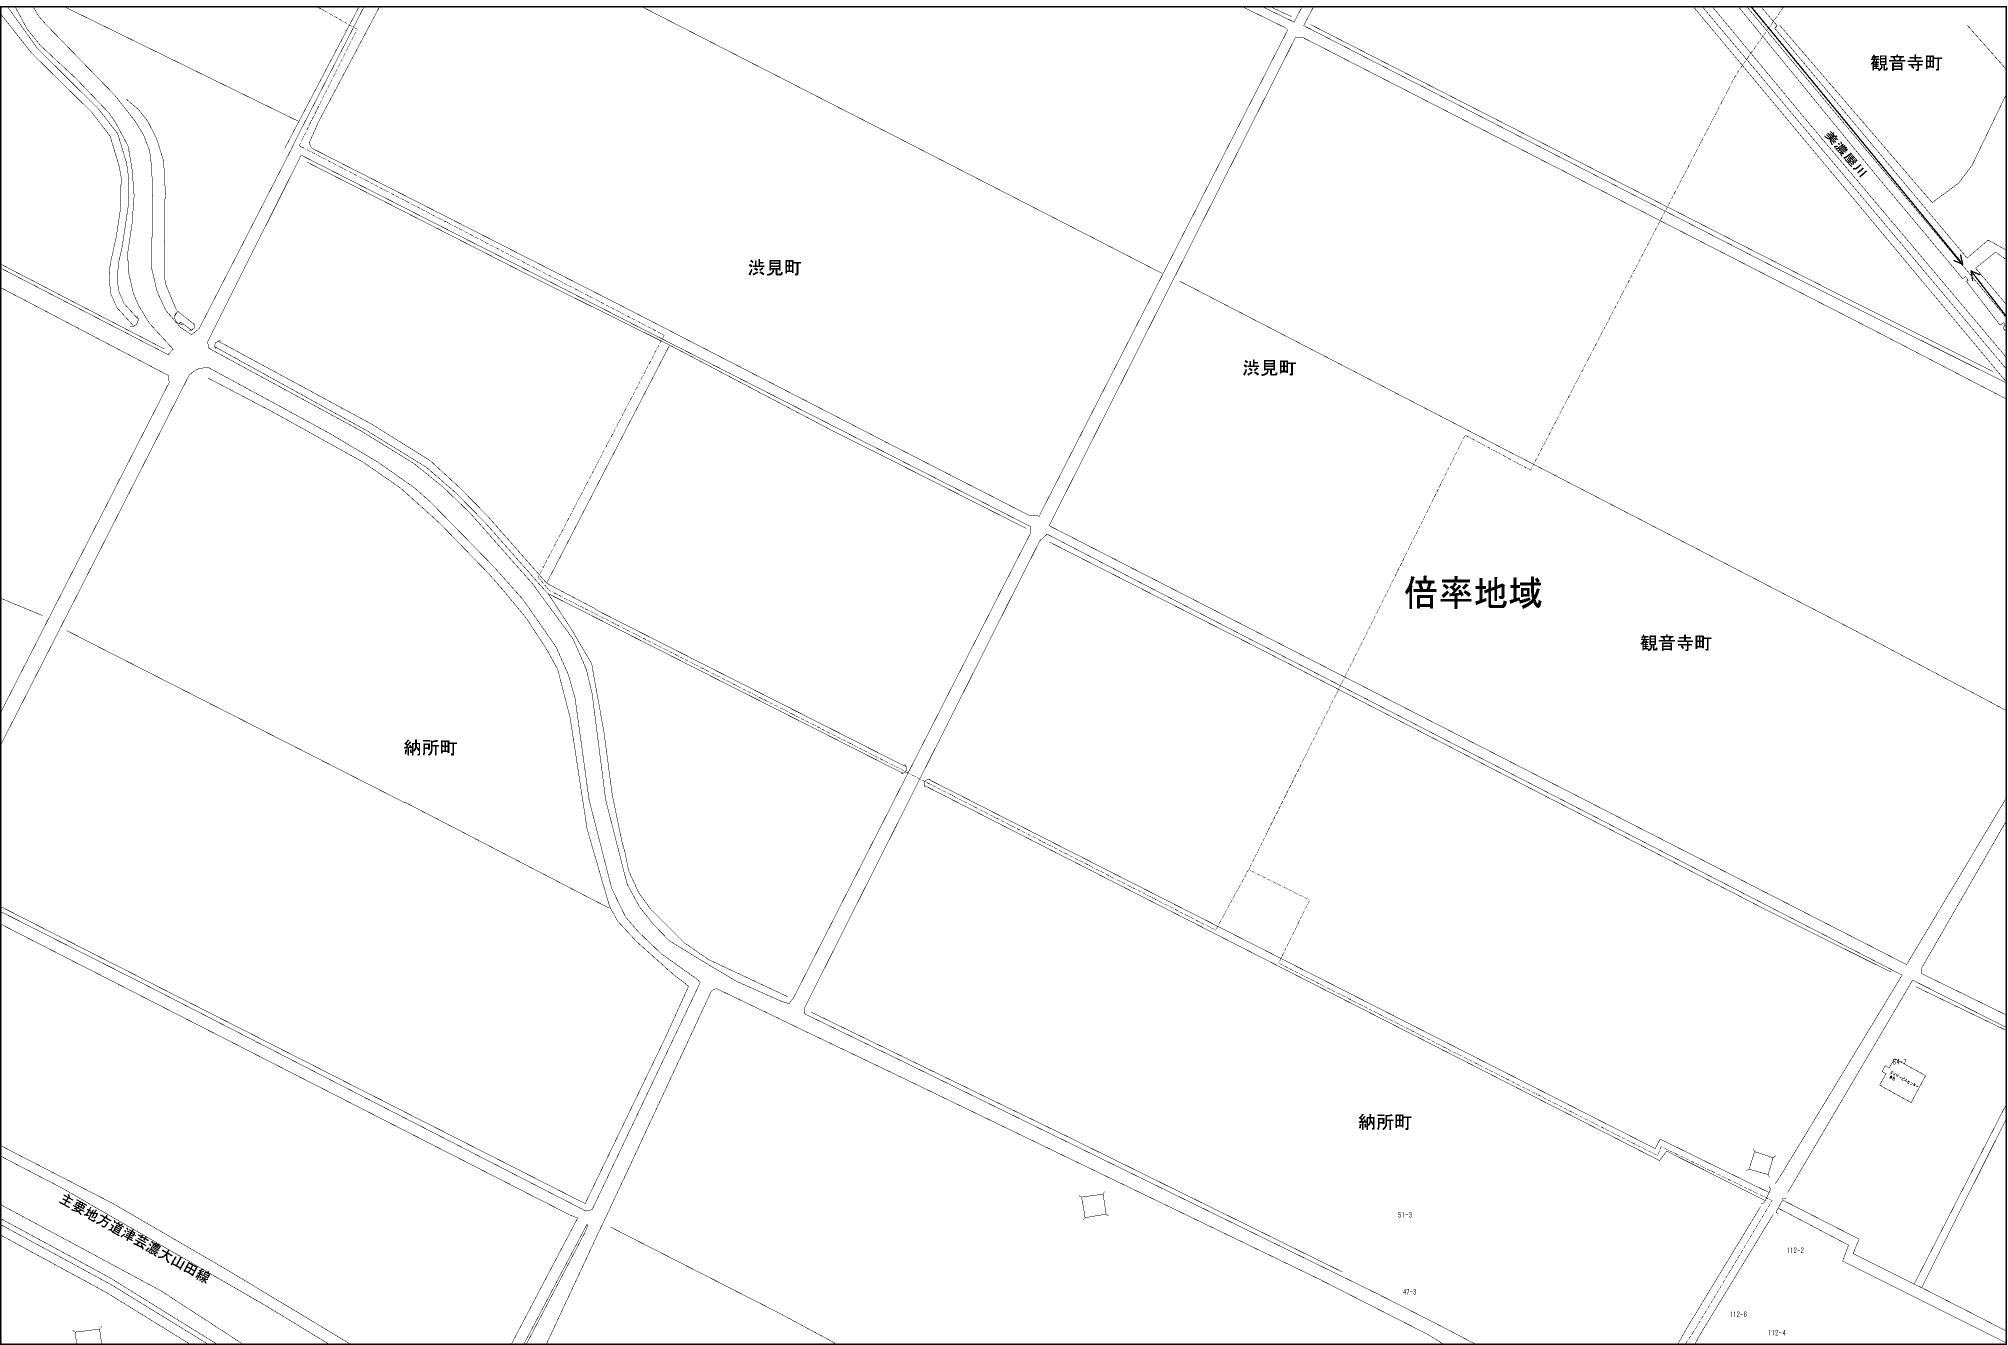 観音寺町
美濃屋川
渋見町
渋見町
倍率地域
観音寺町
納所町
納所町
主要地方道津芸濃大山田線
51-3
112-2
47-3
112-6
112-4